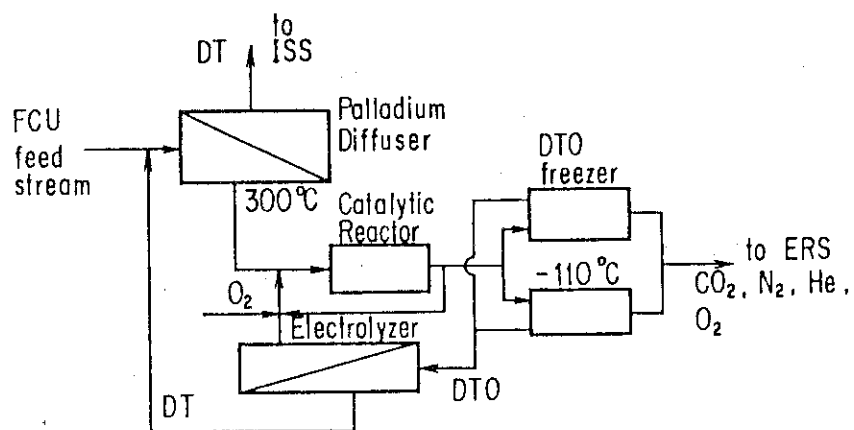 to
DT ISS
FCU
feed
stream
Palladium
Diffuser
300°C
Catalytic
Reactor
DTO
freezer
-110°C
to ERS
CO₂, N₂, He,
O₂
O₂
Electrolyzer
DTO
DT